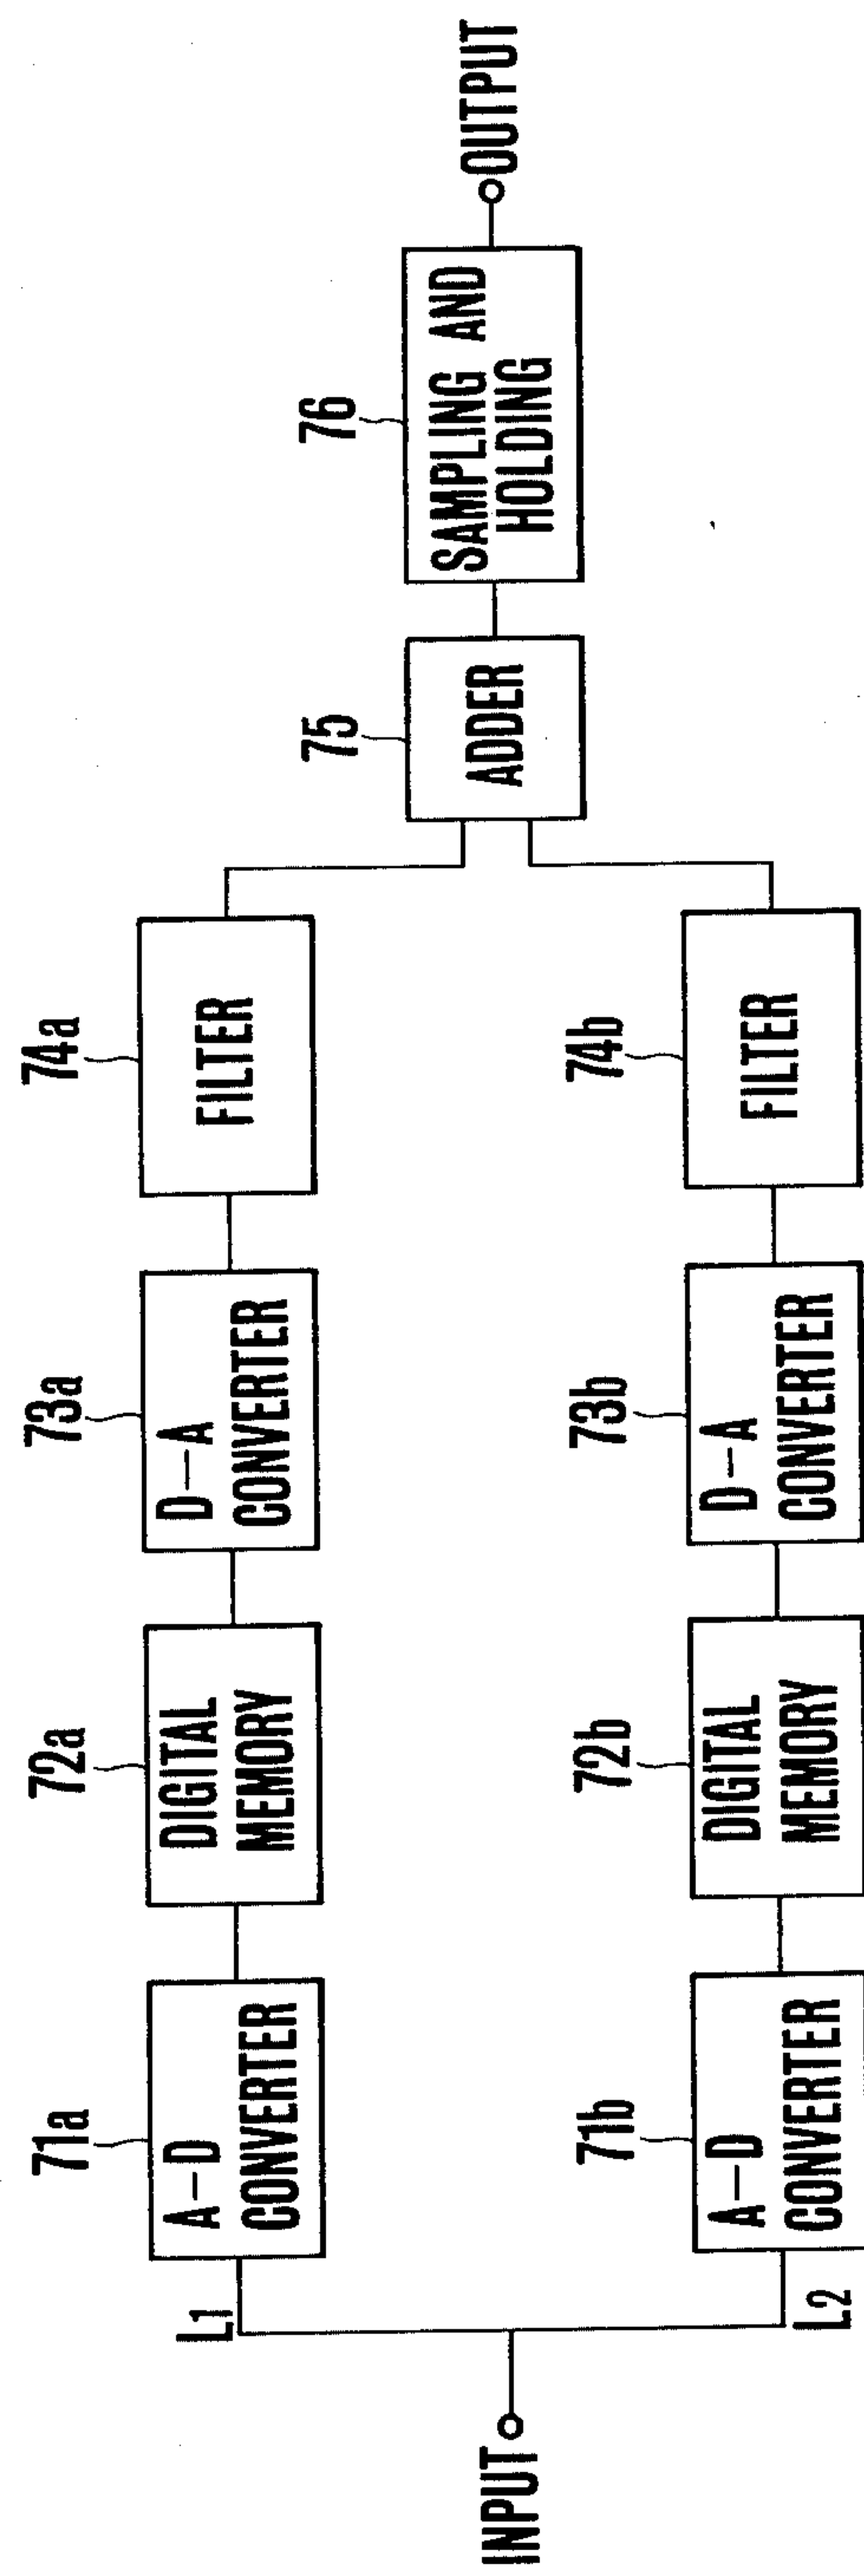 INPUT
L1
71a
A-D
CONVERTER
72a
DIGITAL
MEMORY
73a
D-A
CONVERTER
74a
FILTER
L2
71b
A-D
CONVERTER
72b
DIGITAL
MEMORY
73b
D-A
CONVERTER
74b
FILTER
75
ADDER
76
SAMPLING AND
HOLDING
OUTPUT